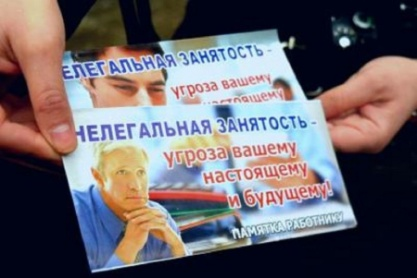 НЕЛЕГАЛЬНАЯ ЗАНЯТОСТЬ -
угроза вашему
настоящему
НЕЛЕГАЛЬНАЯ ЗАНЯТОСТЬ -
угроза вашему
настоящему
и будущему!
ПАМЯТКА РАБОТНИКУ